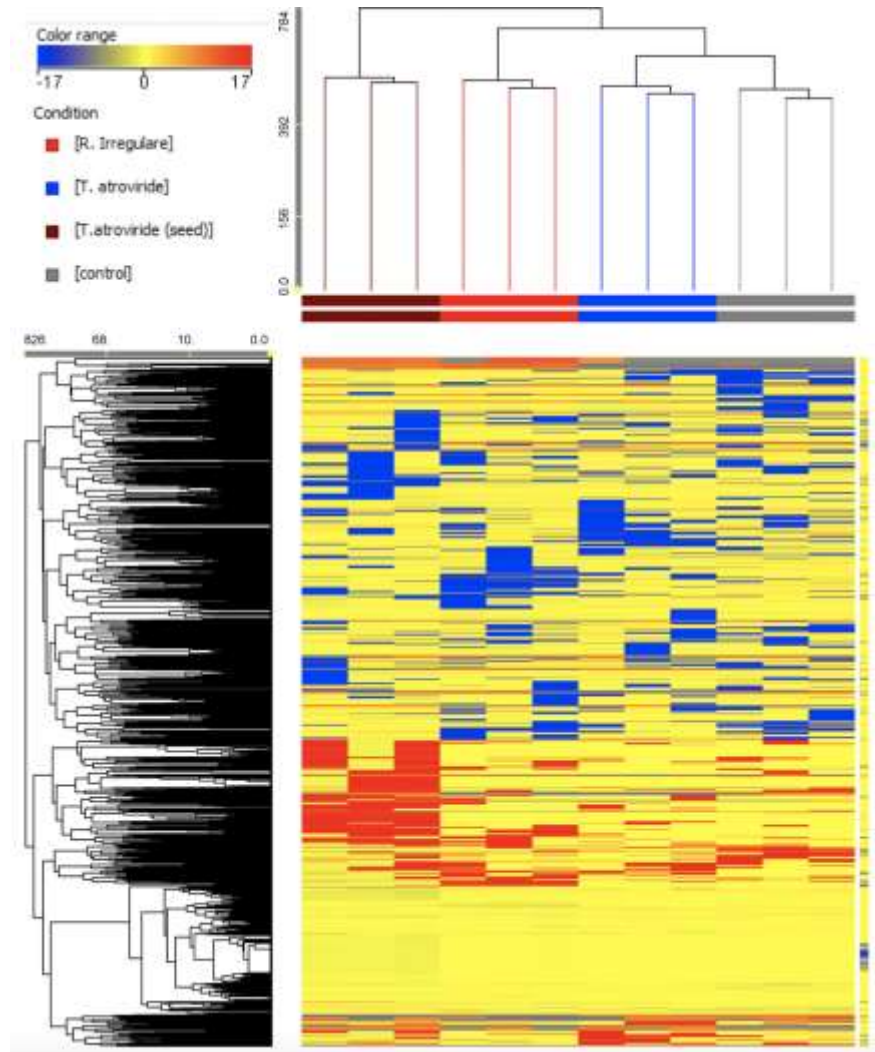 Color range
-17 0 17
Condition
[R. Irregulare]
[T. atroviride]
[T.atroviride (seed)]
[control]
784
392
156
0.0
826 68 10. 0.0